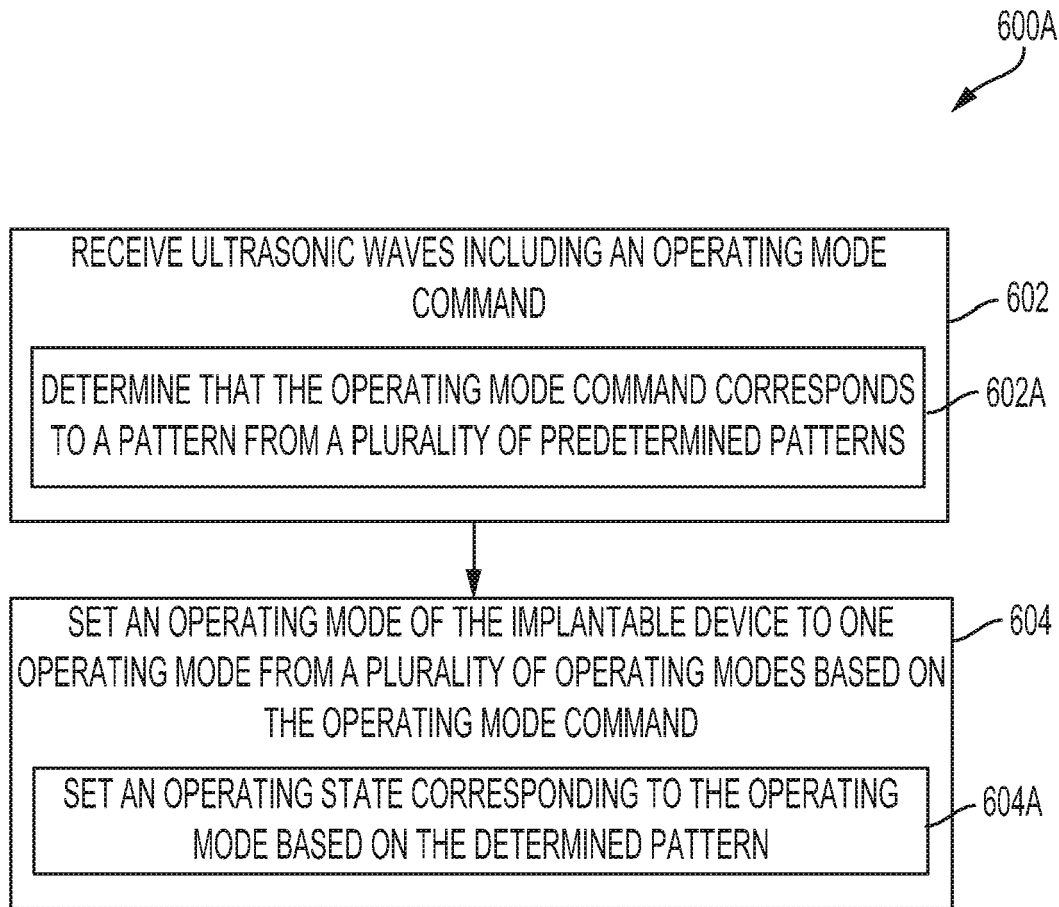 600A
RECEIVE ULTRASONIC WAVES INCLUDING AN OPERATING MODE
COMMAND
602
DETERMINE THAT THE OPERATING MODE COMMAND CORRESPONDS
TO A PATTERN FROM A PLURALITY OF PREDETERMINED PATTERNS
602A
SET AN OPERATING MODE OF THE IMPLANTABLE DEVICE TO ONE
OPERATING MODE FROM A PLURALITY OF OPERATING MODES BASED ON
THE OPERATING MODE COMMAND
604
SET AN OPERATING STATE CORRESPONDING TO THE OPERATING
MODE BASED ON THE DETERMINED PATTERN
604A